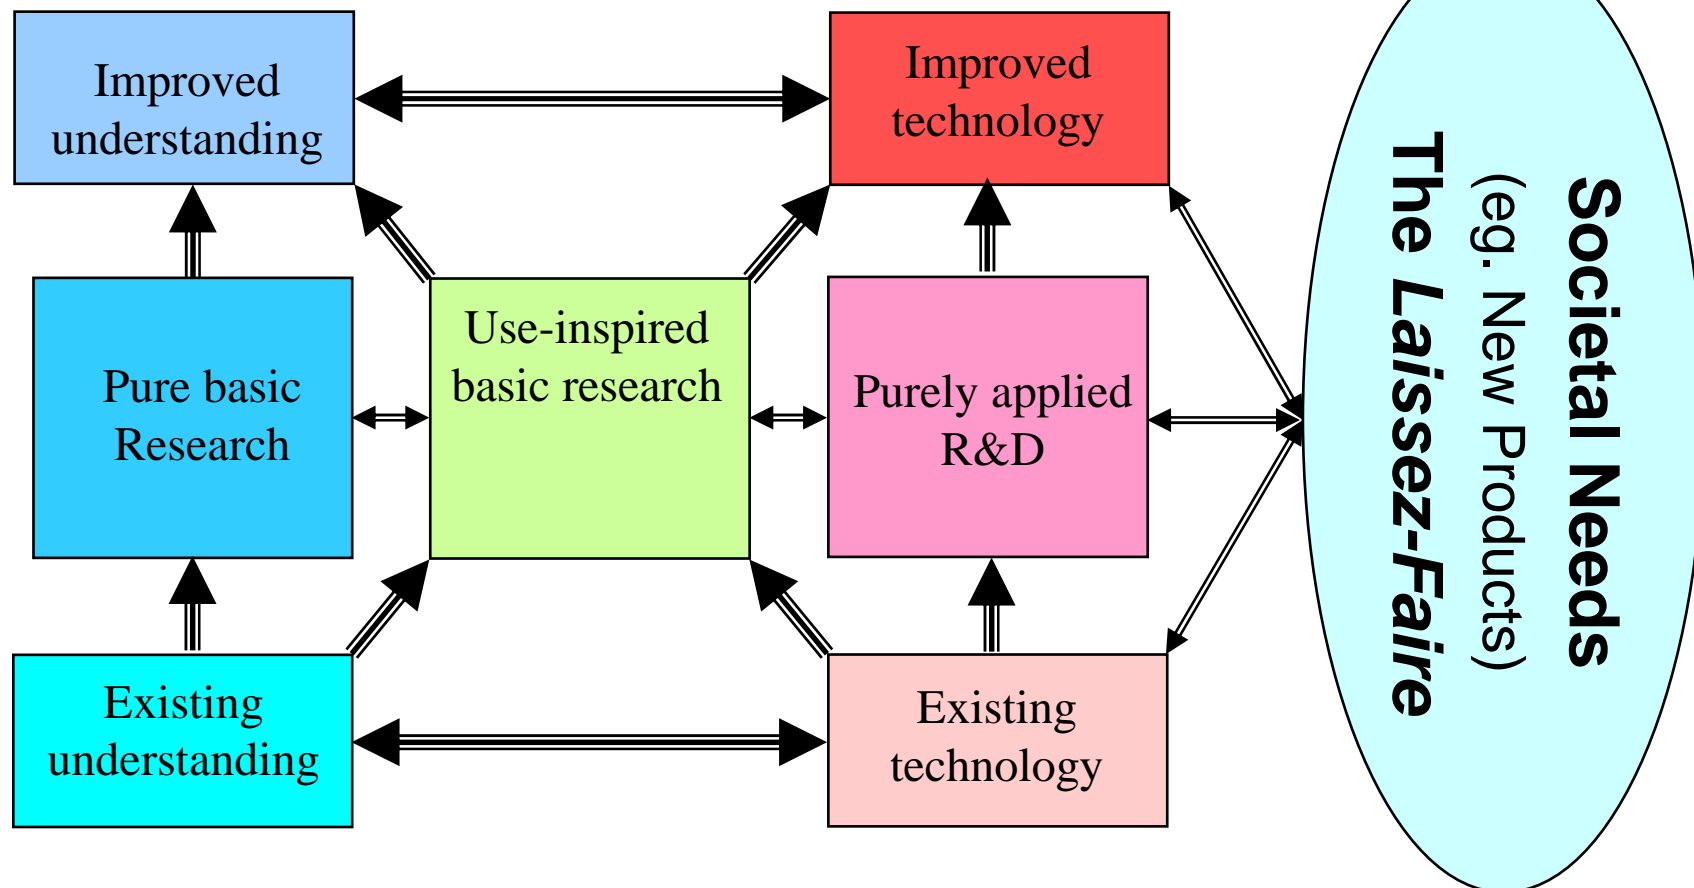 Improved
understanding
Improved
technology
Pure basic
Research
Use-inspired
basic research
Purely applied
R&D
Existing
understanding
Existing
technology
Societal Needs
(eg. New Products)
The Laissez-Faire